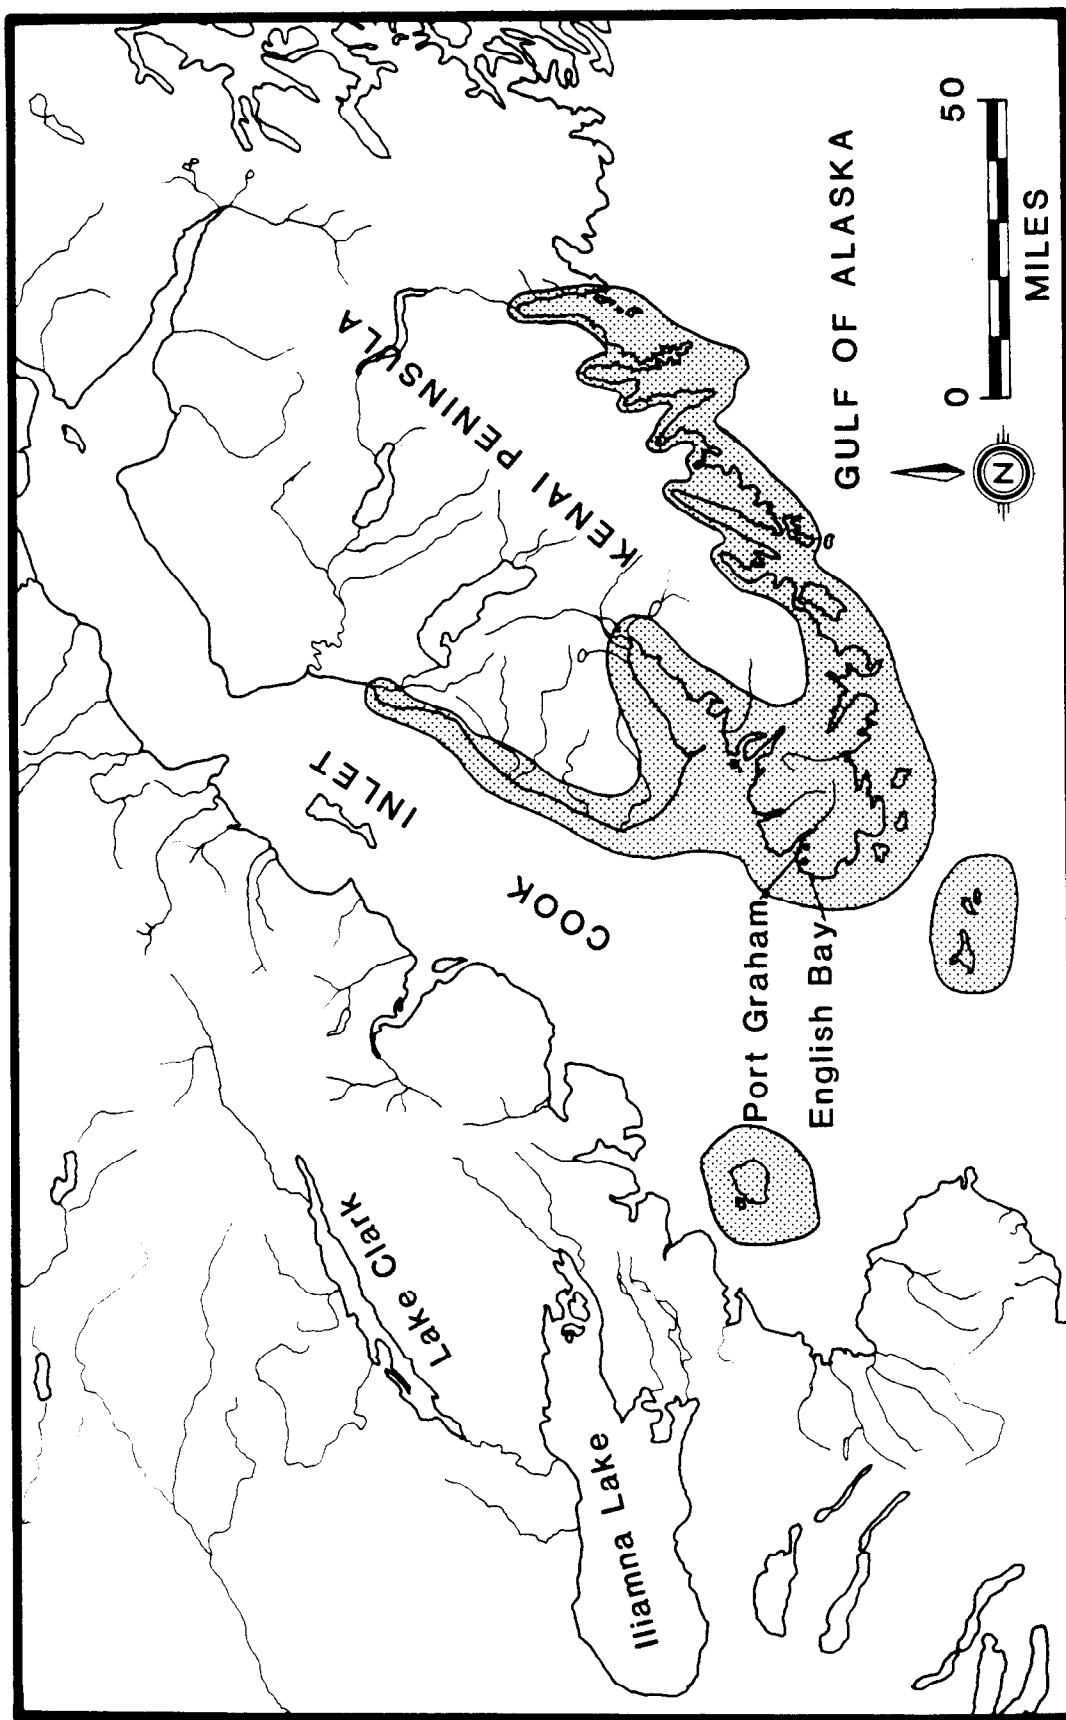 KENAI PENINSULA
COOK INLET
Lake Clark
Iliamna Lake
Port Graham
English Bay
GULF OF ALASKA
N
0 50
MILES